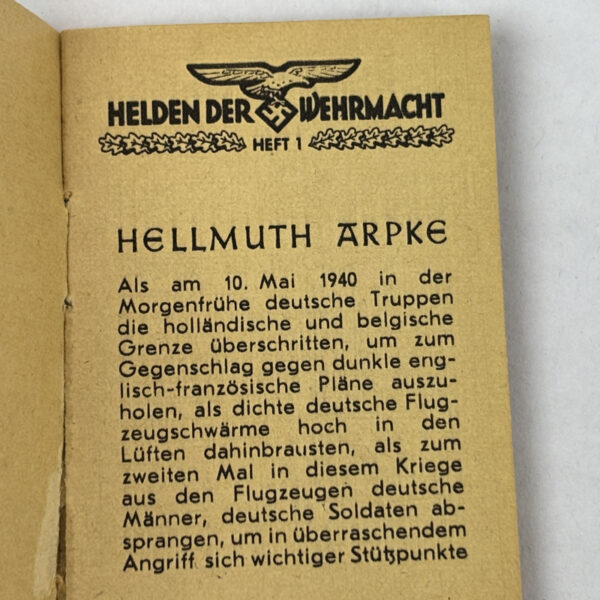 HELDEN DER WEHRMACHT
HEFT 1
HELLMUTH ARPKE
Als am 10. Mai 1940 in der
Morgenfrühe deutsche Truppen
die holländische und belgische
Grenze überschritten, um zum
Gegenschlag gegen dunkle eng-
lisch-französische Pläne auszu-
holen, als dichte deutsche Flug-
zeugschwärme hoch in den
Lüften dahinbrausten, als zum
zweiten Mal in diesem Kriege
aus den Flugzeugen deutsche
Männer, deutsche Soldaten ab-
sprangen, um in überraschendem
Angriff sich wichtiger Stützpunkte